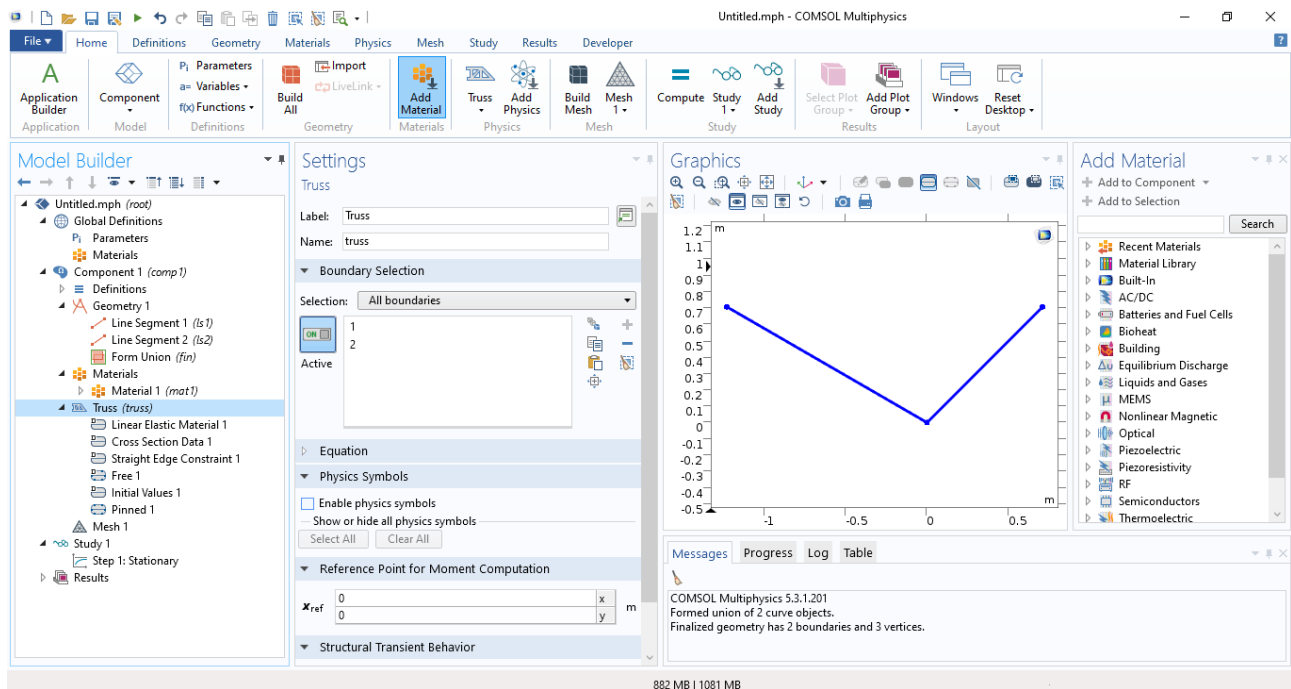 Untitled.mph - COMSOL Multiphysics
File Home Definitions Geometry Materials Physics Mesh Study Results Developer
?
A
Application Builder
Application
Component
Model
Pi Parameters
a= Variables
f(x) Functions
Definitions
Build All
Import
LiveLink
Geometry
Add Material
Materials
Truss
Add Physics
Physics
Build Mesh
Mesh 1
Mesh
Compute
Study 1
Add Study
Study
Select Plot Group
Add Plot Group
Results
Windows
Reset Desktop
Layout
Model Builder
Untitled.mph (root)
Global Definitions
Pi Parameters
Materials
Component 1 (comp1)
Definitions
Geometry 1
Line Segment 1 (ls1)
Line Segment 2 (ls2)
Form Union (fin)
Materials
Material 1 (mat1)
Truss (truss)
Linear Elastic Material 1
Cross Section Data 1
Straight Edge Constraint 1
Free 1
Initial Values 1
Pinned 1
Mesh 1
Study 1
Step 1: Stationary
Results
Settings
Truss
Label: Truss
Name: truss
Boundary Selection
Selection: All boundaries
ON
Active
1
2
Equation
Physics Symbols
Enable physics symbols
Show or hide all physics symbols
Select All Clear All
Reference Point for Moment Computation
xref 0 x m
0 y
Structural Transient Behavior
Graphics
m
1.2
1.1
1
0.9
0.8
0.7
0.6
0.5
0.4
0.3
0.2
0.1
0
-0.1
-0.2
-0.3
-0.4
-0.5
m
-1 -0.5 0 0.5
Messages Progress Log Table
COMSOL Multiphysics 5.3.1.201
Formed union of 2 curve objects.
Finalized geometry has 2 boundaries and 3 vertices.
Add Material
Add to Component
Add to Selection
Search
Recent Materials
Material Library
Built-In
AC/DC
Batteries and Fuel Cells
Bioheat
Building
Equilibrium Discharge
Liquids and Gases
MEMS
Nonlinear Magnetic
Optical
Piezoelectric
Piezoresistivity
RF
Semiconductors
Thermoelectric
882 MB | 1081 MB